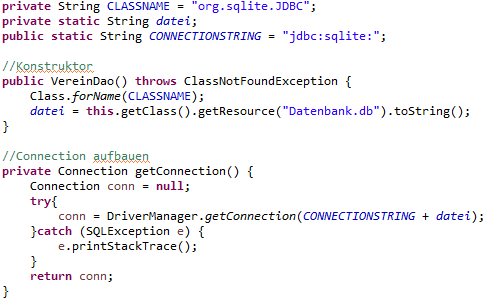 private String CLASSNAME = "org.sqlite.JDBC";
private static String datei;
public static String CONNECTIONSTRING = "jdbc:sqlite:";

//Konstruktor
public VereinDao() throws ClassNotFoundException {
    Class.forName(CLASSNAME);
    datei = this.getClass().getResource("Datenbank.db").toString();
}

//Connection aufbauen
private Connection getConnection() {
    Connection conn = null;
    try{
        conn = DriverManager.getConnection(CONNECTIONSTRING + datei);
    }catch (SQLException e) {
        e.printStackTrace();
    }
    return conn;
}